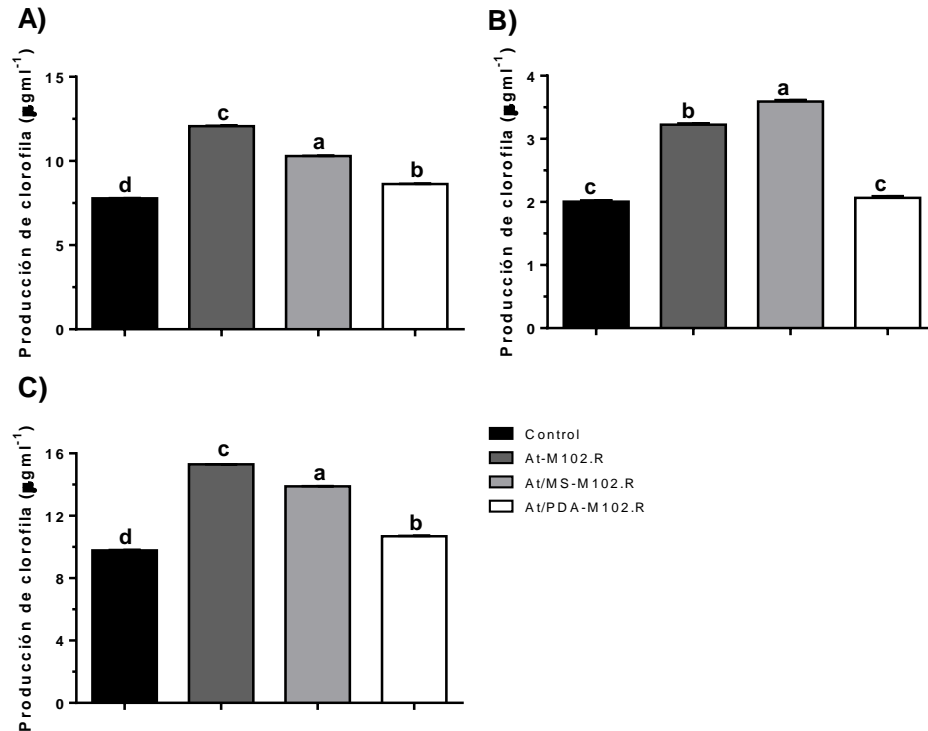 A)
Producción de clorofila (µgml⁻¹)
15
10
5
0
d
c
a
b
B)
Producción de clorofila (µgml⁻¹)
4
3
2
1
0
c
b
a
c
C)
Producción de clorofila (µgml⁻¹)
16
12
8
4
0
d
c
a
b
Control
At-M102.R
At/MS-M102.R
At/PDA-M102.R